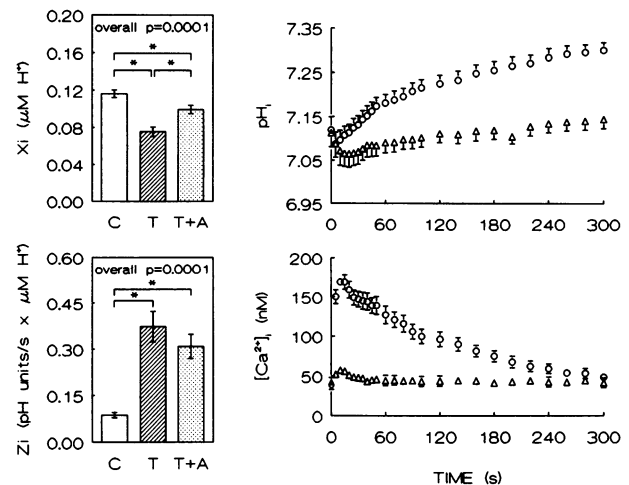 overall p=0.0001
*
* *
Xi (μM H⁺)
0.20
0.16
0.12
0.08
0.04
0.00
C T T+A
pHi
7.35
7.25
7.15
7.05
6.95
0 60 120 180 240 300
overall p=0.0001
*
*
Zi (pH units/s x μM H⁺)
0.60
0.45
0.30
0.15
0.00
C T T+A
[Ca²⁺]i (nM)
200
150
100
50
0
0 60 120 180 240 300
TIME (s)